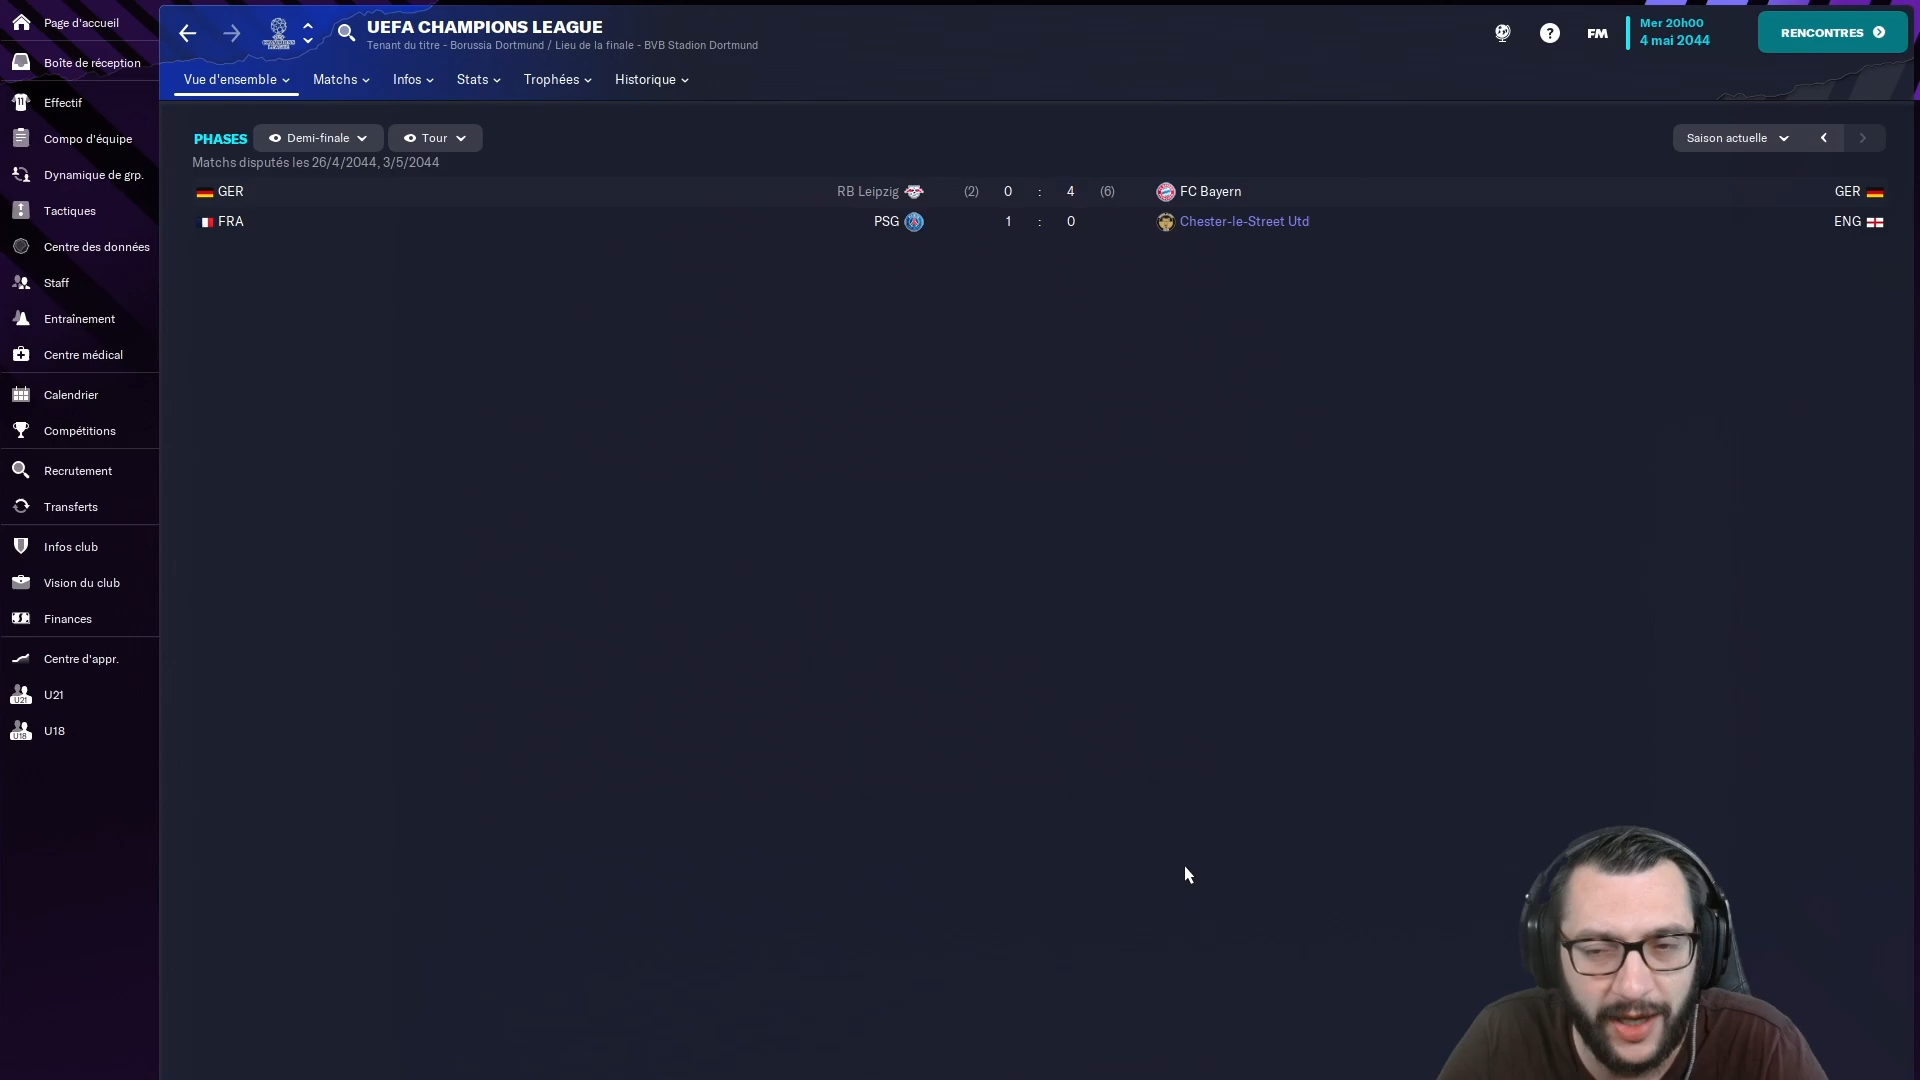 Page d'accueil
Boîte de réception
Effectif
Compo d'équipe
Dynamique de grp.
Tactiques
Centre des données
Staff
Entraînement
Centre médical
Calendrier
Compétitions
Recrutement
Transferts
Infos club
Vision du club
Finances
Centre d'appr.
U21 U21
U18 U18
UEFA CHAMPIONS LEAGUE
Tenant du titre - Borussia Dortmund / Lieu de la finale - BVB Stadion Dortmund
? FM Mer 20h00
4 mai 2044
RENCONTRES
Vue d'ensemble Matchs Infos Stats Trophées Historique
PHASES Demi-finale Tour Saison actuelle
Matchs disputés les 26/4/2044, 3/5/2044
GER RB Leipzig (2) 0 : 4 (6) FC Bayern GER
FRA PSG 1 : 0 Chester-le-Street Utd ENG